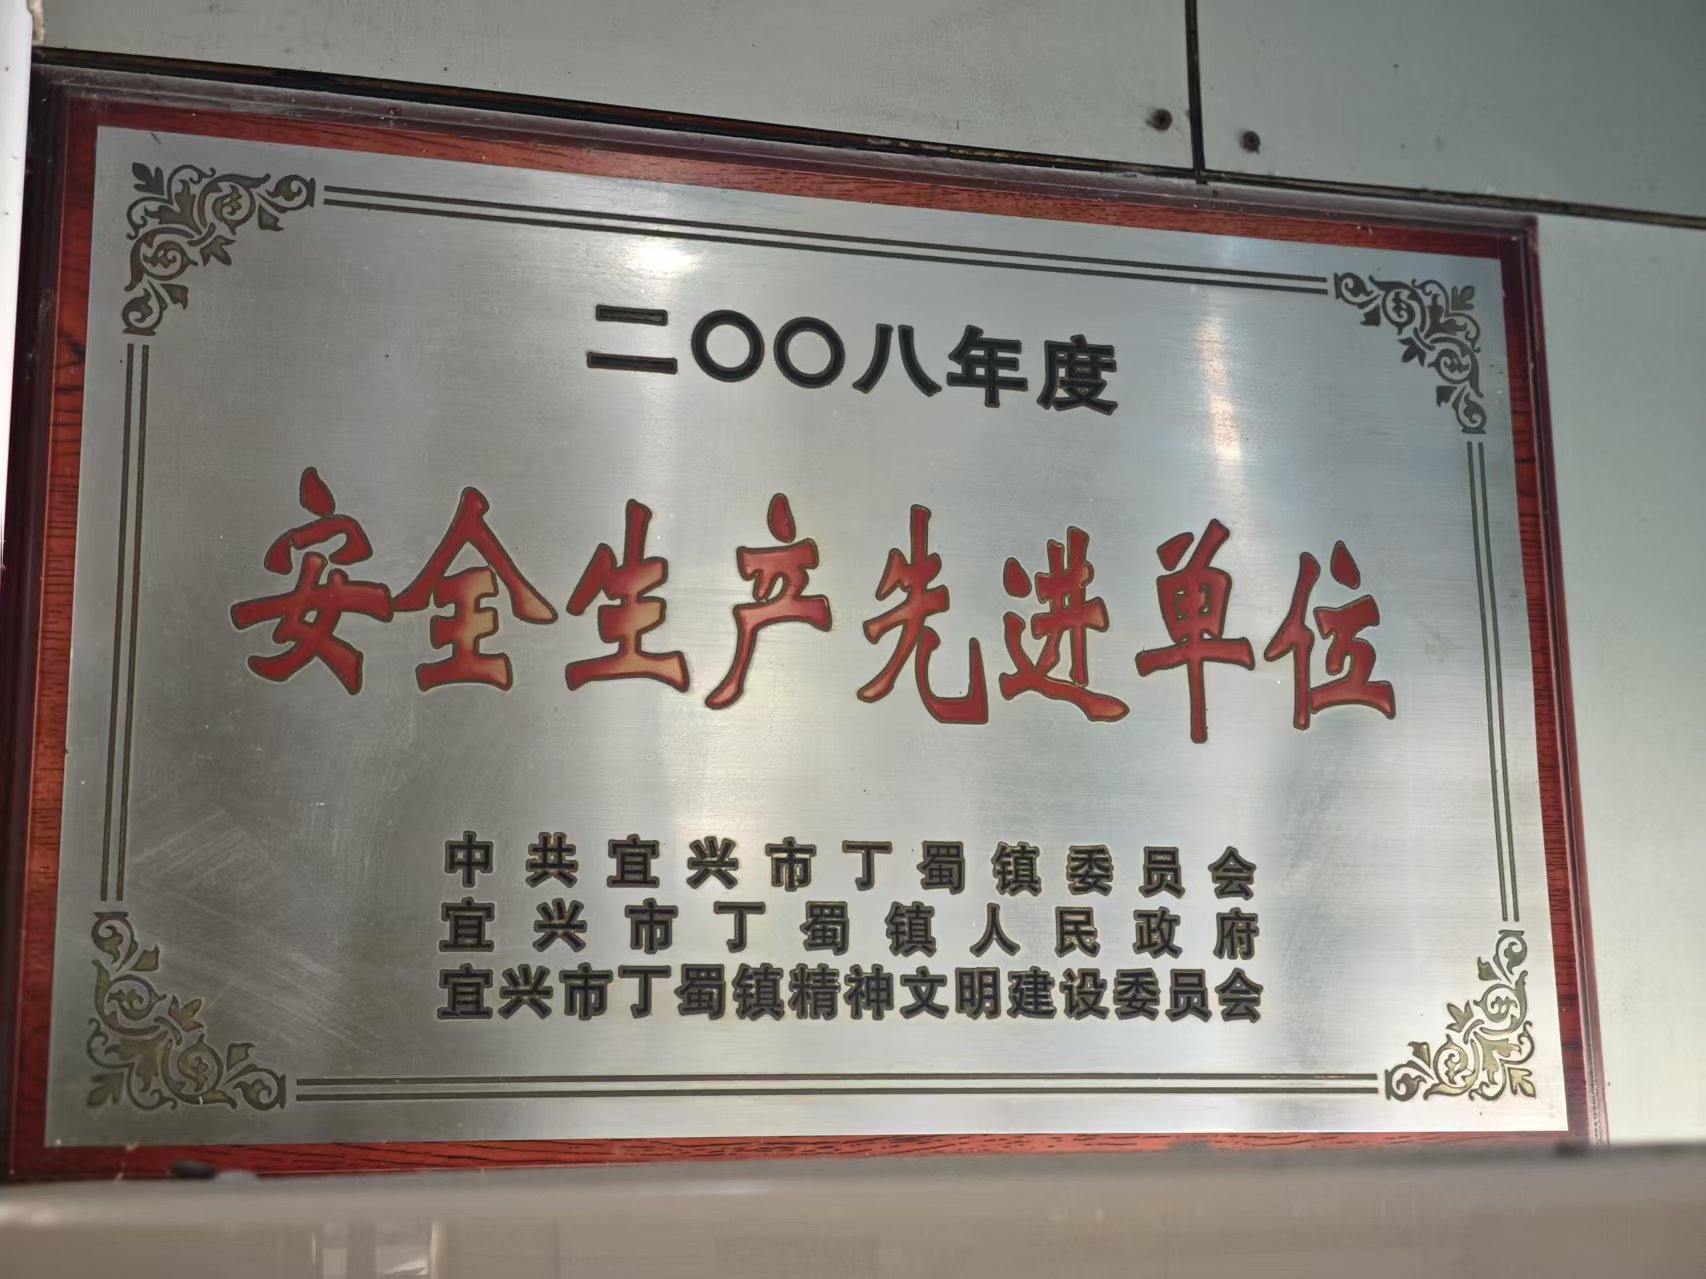 二〇〇八年度
安全生产先进单位
中共宜兴市丁蜀镇委员会
宜兴市丁蜀镇人民政府
宜兴市丁蜀镇精神文明建设委员会